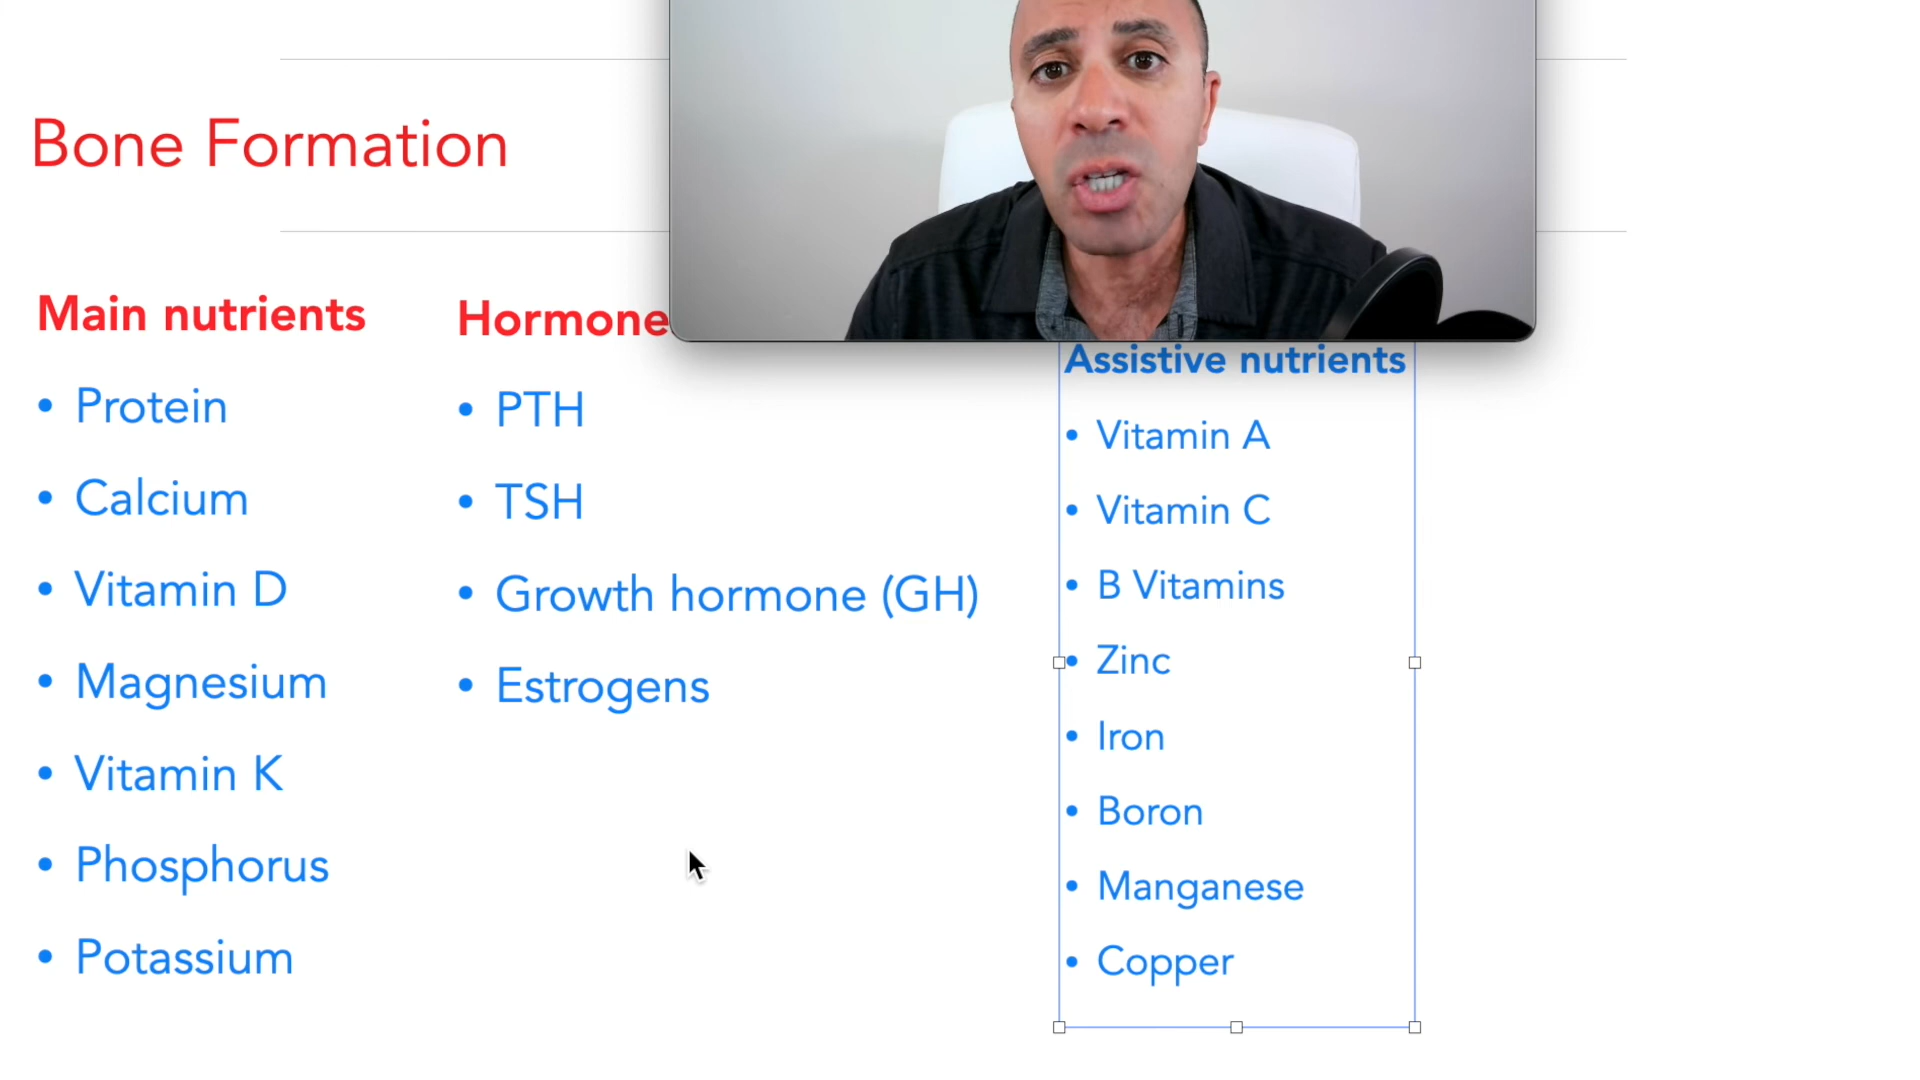 Bone Formation
Main nutrients
• Protein
• Calcium
• Vitamin D
• Magnesium
• Vitamin K
• Phosphorus
• Potassium
Hormone
• PTH
• TSH
• Growth hormone (GH)
• Estrogens
Assistive nutrients
• Vitamin A
• Vitamin C
• B Vitamins
• Zinc
• Iron
• Boron
• Manganese
• Copper